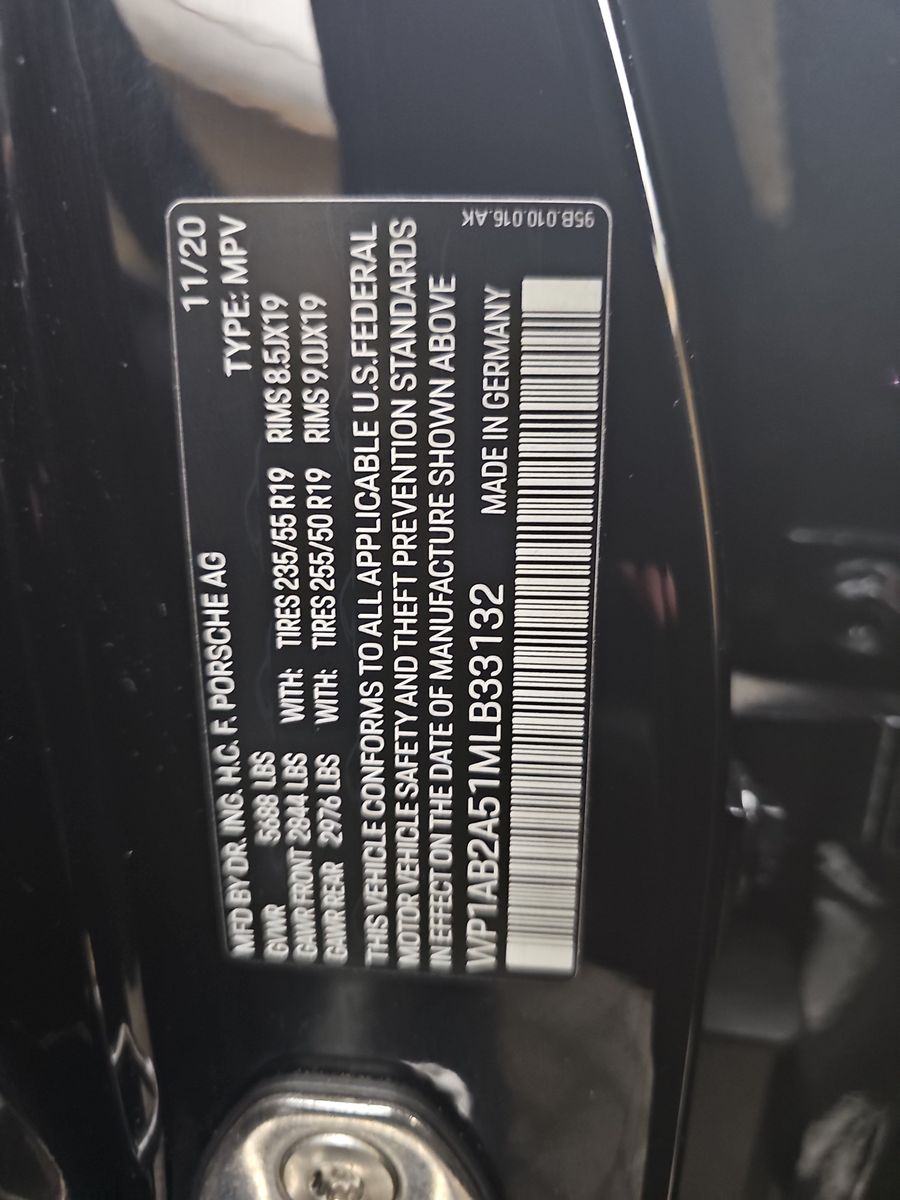 MFD BY DR. ING. H.C. F. PORSCHE AG 11/20
GVWR 5688 LBS TYPE: MPV
GAWR FRONT 2844 LBS WITH: TIRES 235/55 R19 RIMS 8.5JX19
GAWR REAR 2976 LBS WITH: TIRES 255/50 R19 RIMS 9.0JX19
THIS VEHICLE CONFORMS TO ALL APPLICABLE U.S.FEDERAL
MOTOR VEHICLE SAFETY AND THEFT PREVENTION STANDARDS
IN EFFECT ON THE DATE OF MANUFACTURE SHOWN ABOVE
WP1AB2A51MLB33132 MADE IN GERMANY
95B.010.016.AK